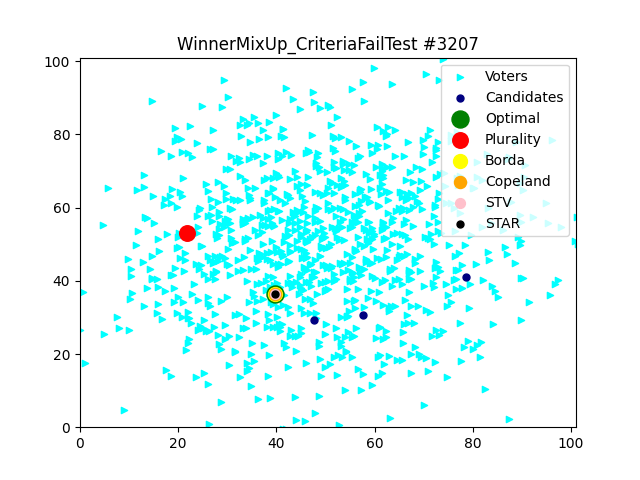 WinnerMixUp_CriteriaFailTest #3207
100
80
60
40
20
0
0
20
40
60
80
100
Voters
Candidates
Optimal
Plurality
Borda
Copeland
STV
STAR